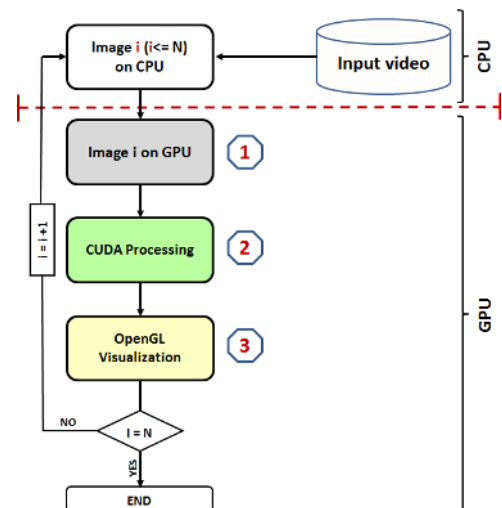 Image i (i<= N)
on CPU
Input video
CPU
Image i on GPU
1
CUDA Processing
2
i = i +1
OpenGL
Visualization
3
GPU
NO
I = N
YES
END